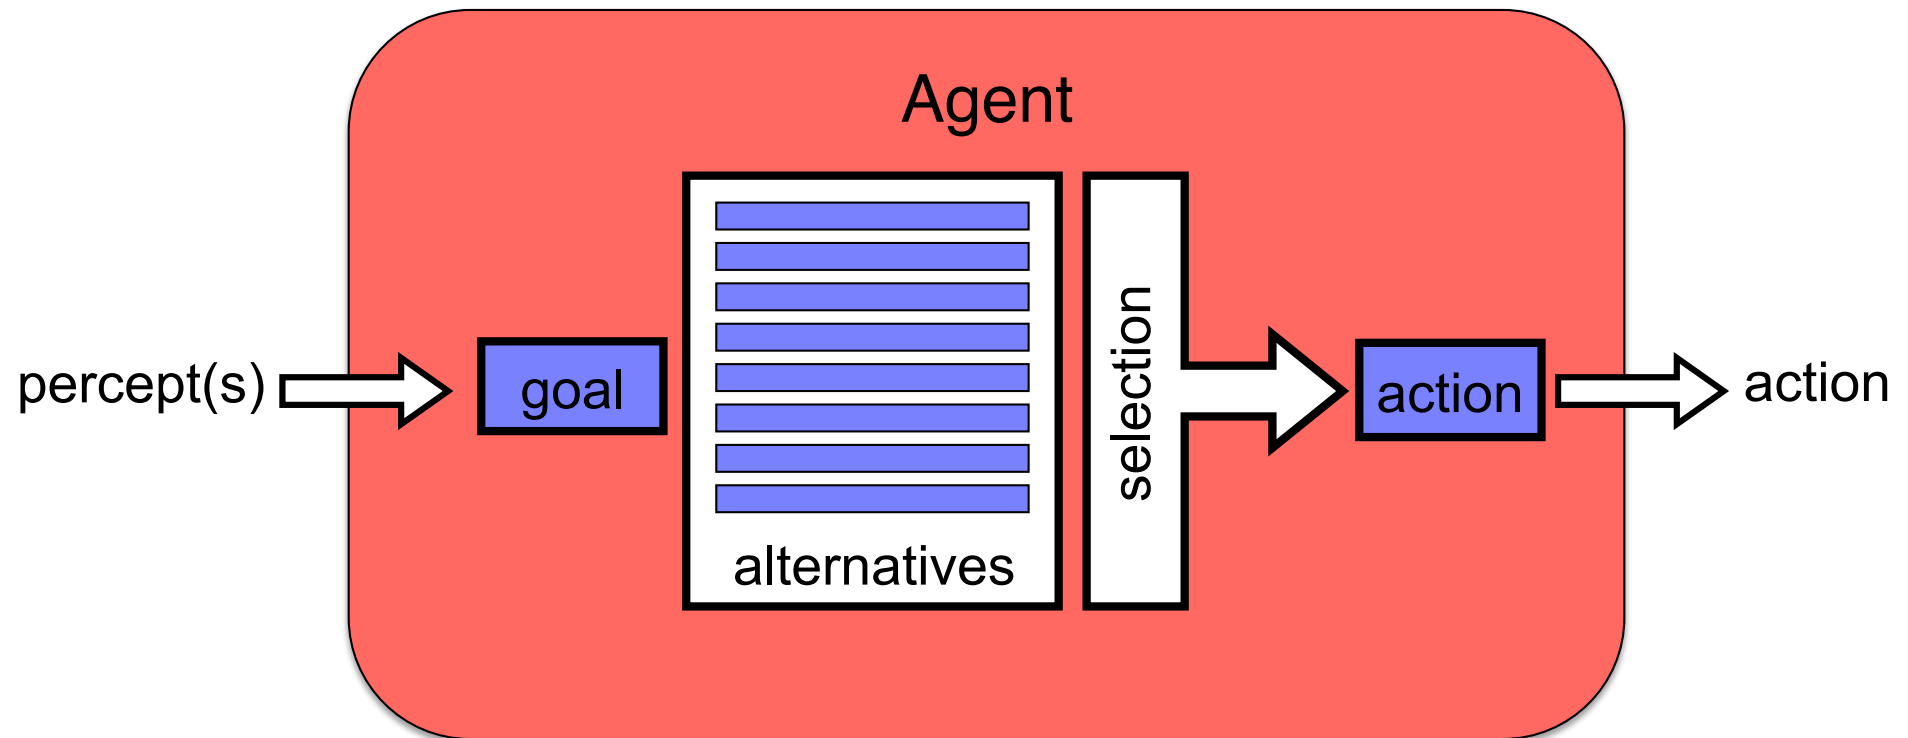 Agent
percept(s)
goal
alternatives
selection
action
action